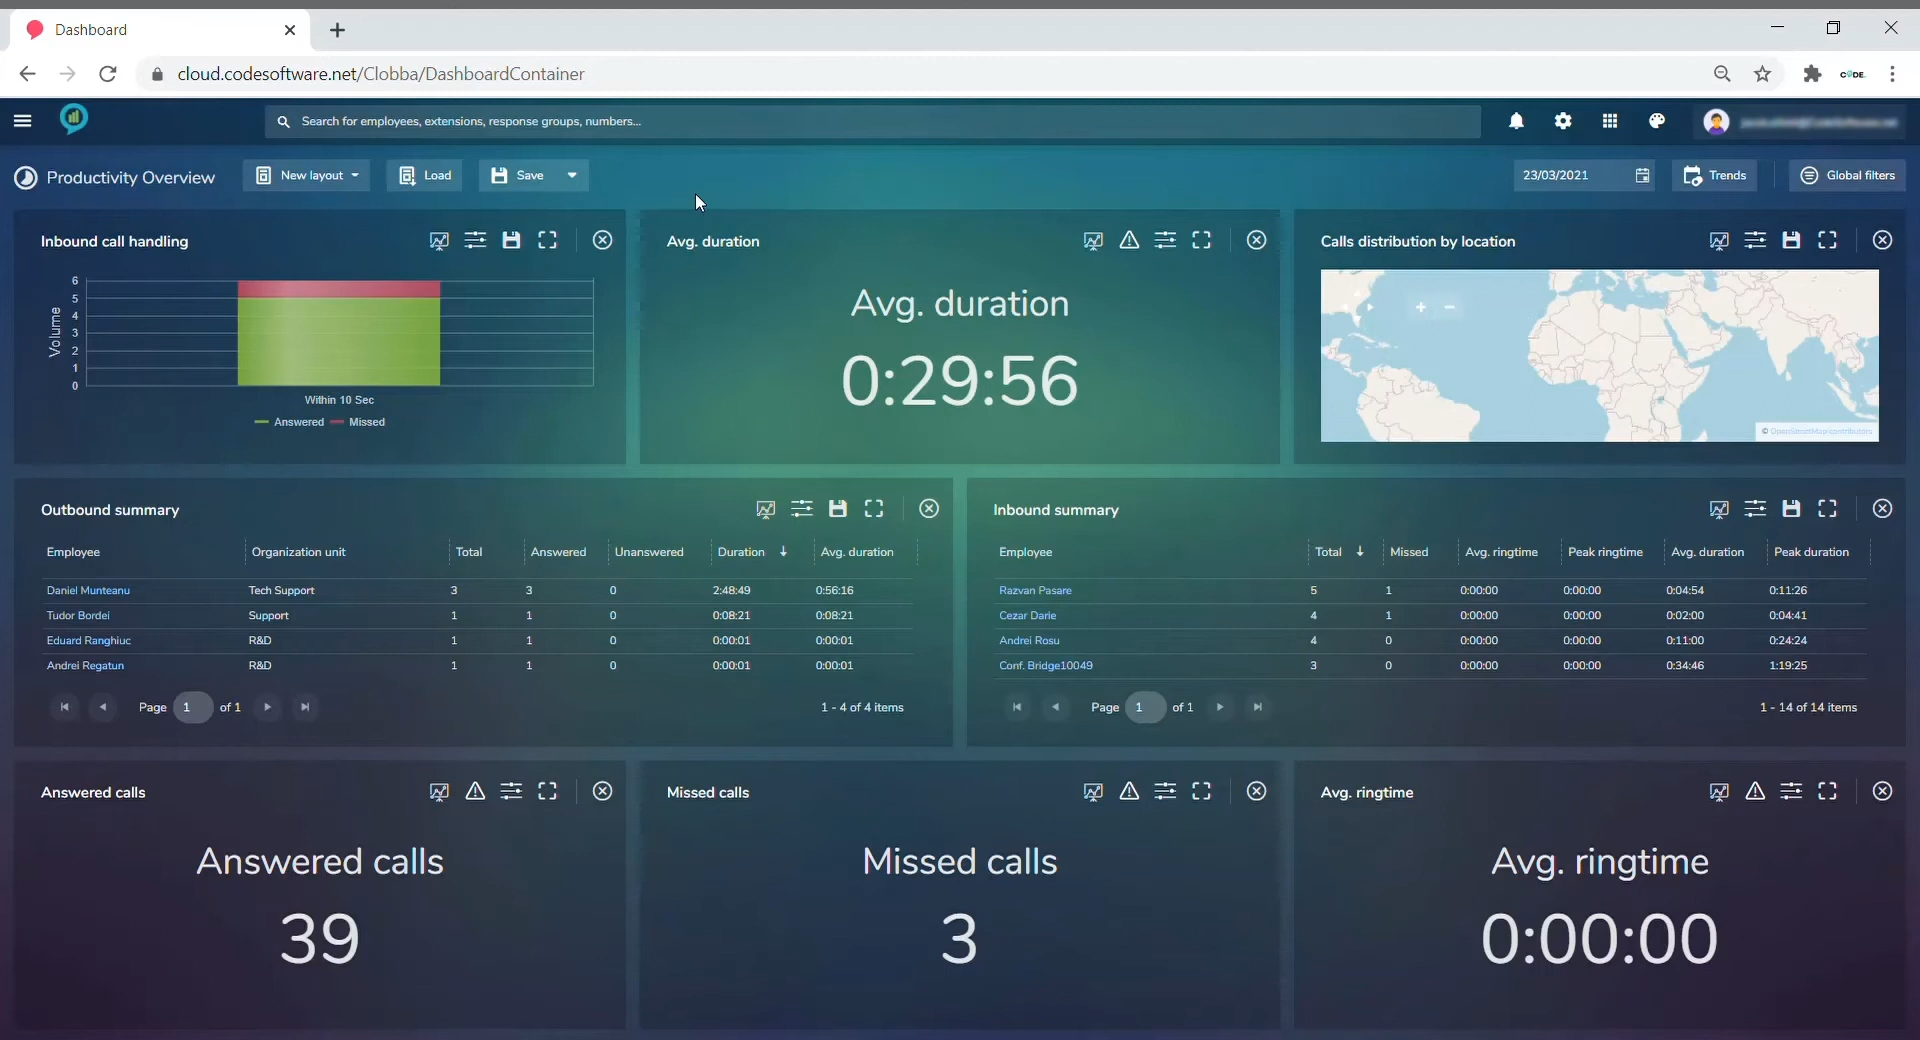 Dashboard
cloud.codesoftware.net/Clobba/DashboardContainer
CODE.
Search for employees, extensions, response groups, numbers...
Productivity Overview
New layout
Load
Save
23/03/2021
Trends
Global filters
Inbound call handling
Volume
6
5
4
3
2
1
0
Within 10 Sec
Answered Missed
Avg. duration
Avg. duration
0:29:56
Calls distribution by location
© OpenStreetMap contributors
Outbound summary
Employee Organization unit Total Answered Unanswered Duration ↓ Avg. duration
Daniel Munteanu Tech Support 3 3 0 2:48:49 0:56:16
Tudor Bordei Support 1 1 0 0:08:21 0:08:21
Eduard Ranghiuc R&D 1 1 0 0:00:01 0:00:01
Andrei Regatun R&D 1 1 0 0:00:01 0:00:01
Page 1 of 1
1 - 4 of 4 items
Inbound summary
Employee Total ↓ Missed Avg. ringtime Peak ringtime Avg. duration Peak duration
Razvan Pasare 5 1 0:00:00 0:00:00 0:04:54 0:11:26
Cezar Darie 4 1 0:00:00 0:00:00 0:02:00 0:04:41
Andrei Rosu 4 0 0:00:00 0:00:00 0:11:00 0:24:24
Conf. Bridge10049 3 0 0:00:00 0:00:00 0:34:46 1:19:25
Page 1 of 1
1 - 14 of 14 items
Answered calls
Answered calls
39
Missed calls
Missed calls
3
Avg. ringtime
Avg. ringtime
0:00:00